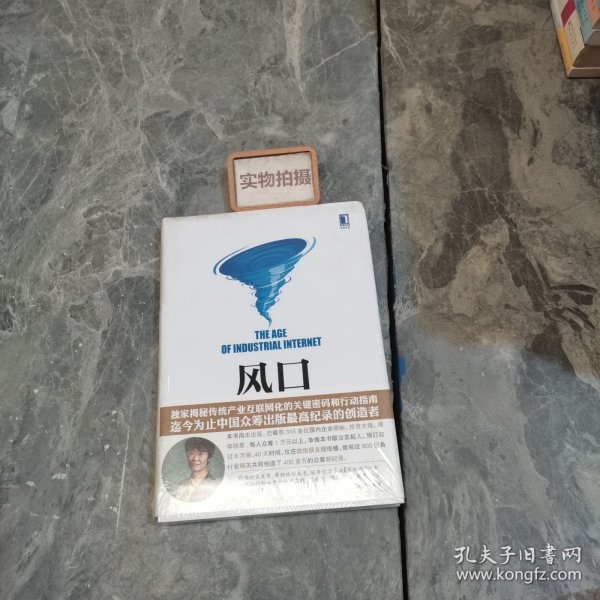 实物拍摄
THE AGE
OF INDUSTRIAL INTERNET
风口
独家揭秘传统产业互联网化的关键密码和行动指南
迄今为止中国众筹出版最高纪录的创造者
本书尚未出版，已吸引315多位国内企业领袖、投资大佬、媒
体明星，每人众筹1万元以上，争做本书联合发起人，预订超
过6万册。40天时间，仅在微信朋友圈传播，就有近800位各
行业精英共同创造了400多万的众筹新纪录。
孔夫子旧书网
www.kongfz.com